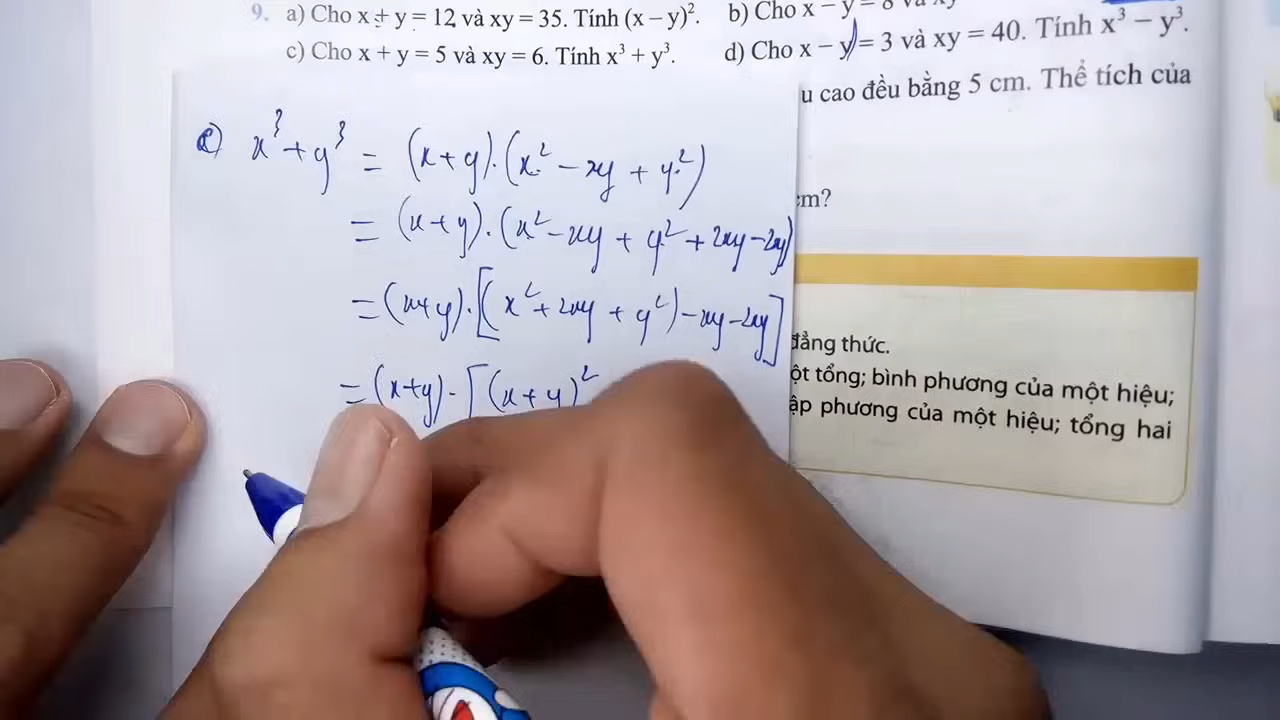 9. a) Cho x + y = 12 và xy = 35. Tính (x – y)². b) Cho x – y = 8 và xy
c) Cho x + y = 5 và xy = 6. Tính x³ + y³. d) Cho x – y = 3 và xy = 40. Tính x³ – y³.
u cao đều bằng 5 cm. Thể tích của
c) x³ + y³ = (x + y).(x² – xy + y²)
cm?
= (x + y).(x² – xy + y² + 2xy – 2xy)
= (x + y).[(x² + 2xy + y²) – xy – 2xy]
đẳng thức.
ột tổng; bình phương của một hiệu;
= (x + y).[(x + y)²
ập phương của một hiệu; tổng hai